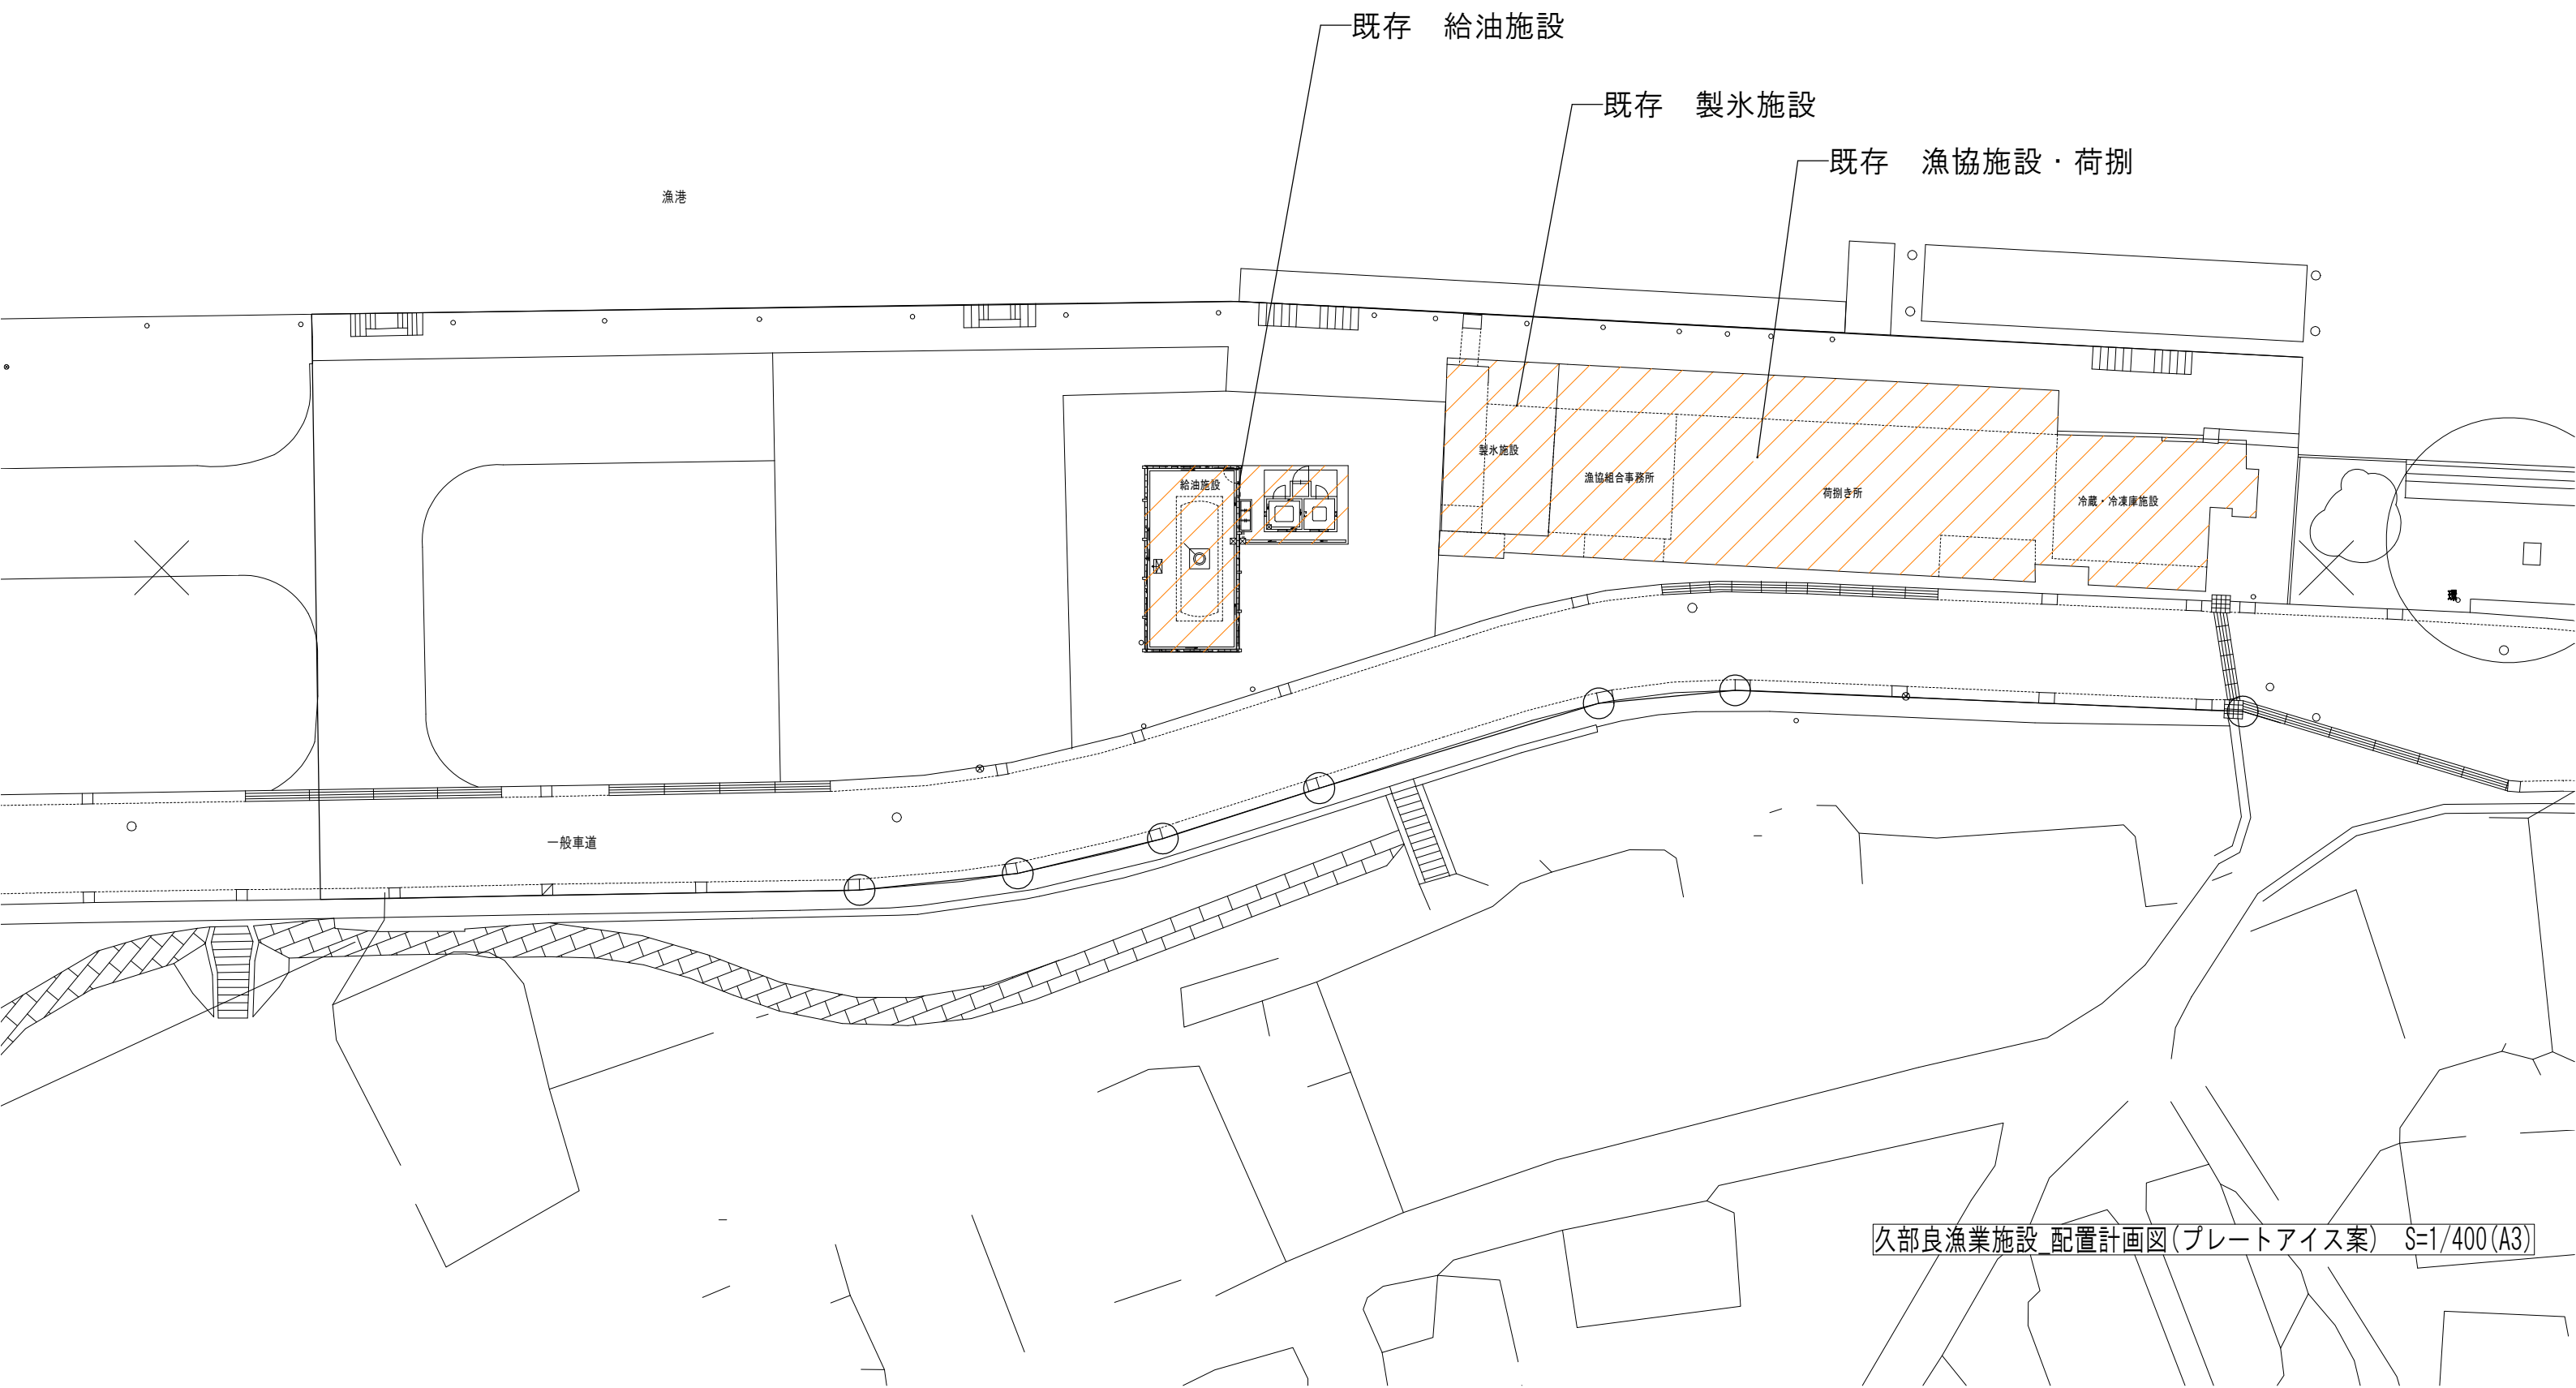 既存　給油施設
既存　製氷施設
既存　漁協施設・荷捌
漁港
製氷施設
漁協組合事務所
給油施設
荷捌き所
冷蔵・冷凍庫施設
一般車道
久部良漁業施設_配置計画図(プレートアイス案)　S=1/400(A3)